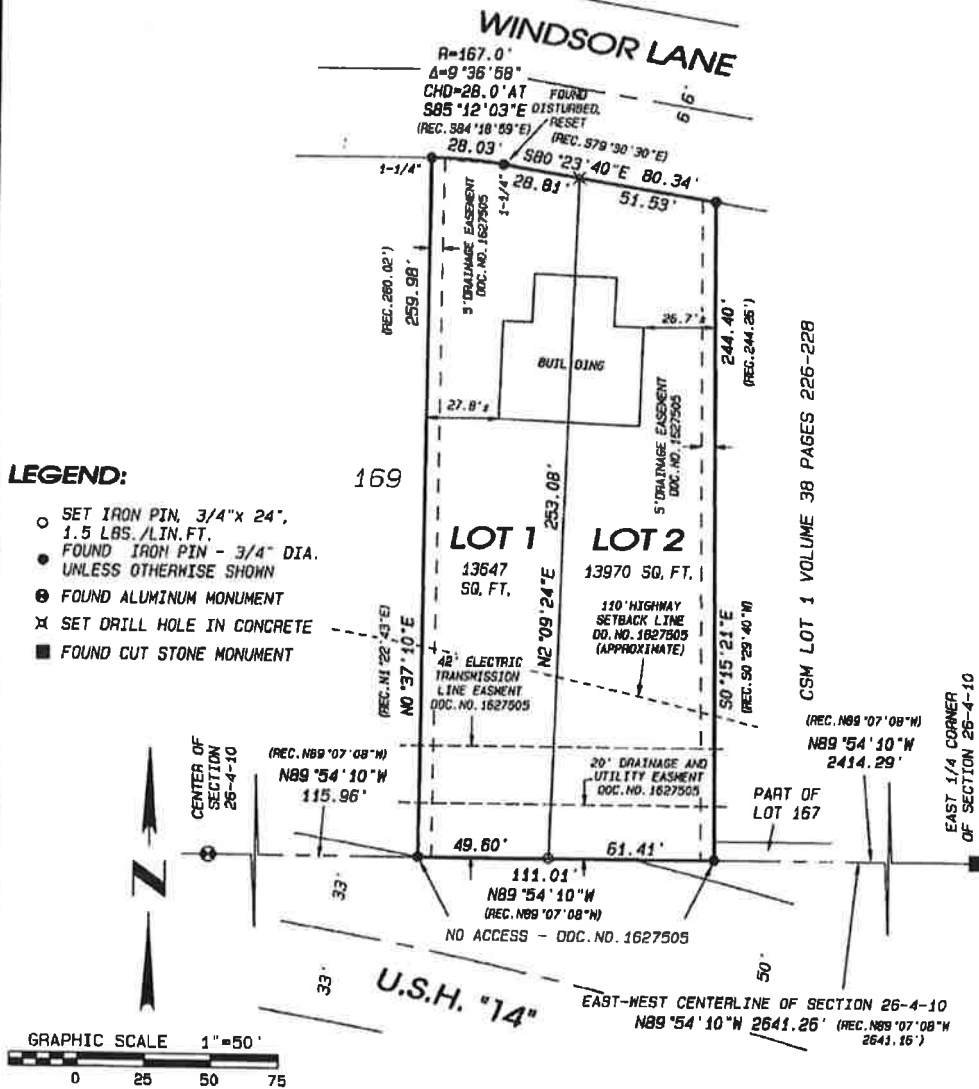 WINDSOR LANE
R=167.0'
Δ=9°36'58"
CHD=28.0'AT
S85°12'03"E
(REC.S84°18'59"E)
28.03'
FOUND
DISTURBED,
RESET
(REC.S79°30'30"E)
S80°23'40"E 80.34'
28.81'
51.53'
66'
1-1/4"
1-1/4"
5'DRAINAGE EASEMENT
DOC.NO.1627505
(REC.260.02')
259.98'
26.7'±
BUILDING
27.8'±
244.40'
(REC.244.26')
5'DRAINAGE EASEMENT
DOC.NO.1627505
CSM LOT 1 VOLUME 38 PAGES 226-228
LEGEND:
SET IRON PIN, 3/4"x 24",
1.5 LBS./LIN.FT.
FOUND IRON PIN - 3/4" DIA.
UNLESS OTHERWISE SHOWN
FOUND ALUMINUM MONUMENT
SET DRILL HOLE IN CONCRETE
FOUND CUT STONE MONUMENT
169
LOT 1
13647
SQ. FT.
253.08'
N2°09'24"E
LOT 2
13970 SQ. FT.
110'HIGHWAY
SETBACK LINE
DO.NO.1627505
(APPROXIMATE)
(REC.N1°22'43"E)
N0°37'10"E
42' ELECTRIC
TRANSMISSION
LINE EASMENT
DOC.NO.1627505
S0°15'21"E
(REC.S0°29'40"W)
20' DRAINAGE AND
UTILITY EASMENT
DOC.NO.1627505
(REC.N89°07'08"W)
N89°54'10"W
2414.29'
PART OF
LOT 167
EAST 1/4 CORNER
OF SECTION 26-4-10
CENTER OF
SECTION
26-4-10
(REC.N89°07'08"W)
N89°54'10"W
115.96'
49.60'
61.41'
111.01'
N89°54'10"W
(REC.N89°07'08"W)
NO ACCESS - DOC.NO.1627505
N
33'
33'
50'
U.S.H. "14"
EAST-WEST CENTERLINE OF SECTION 26-4-10
N89°54'10"W 2641.26' (REC.N89°07'08"W
2641.16')
GRAPHIC SCALE 1"=50'
0 25 50 75